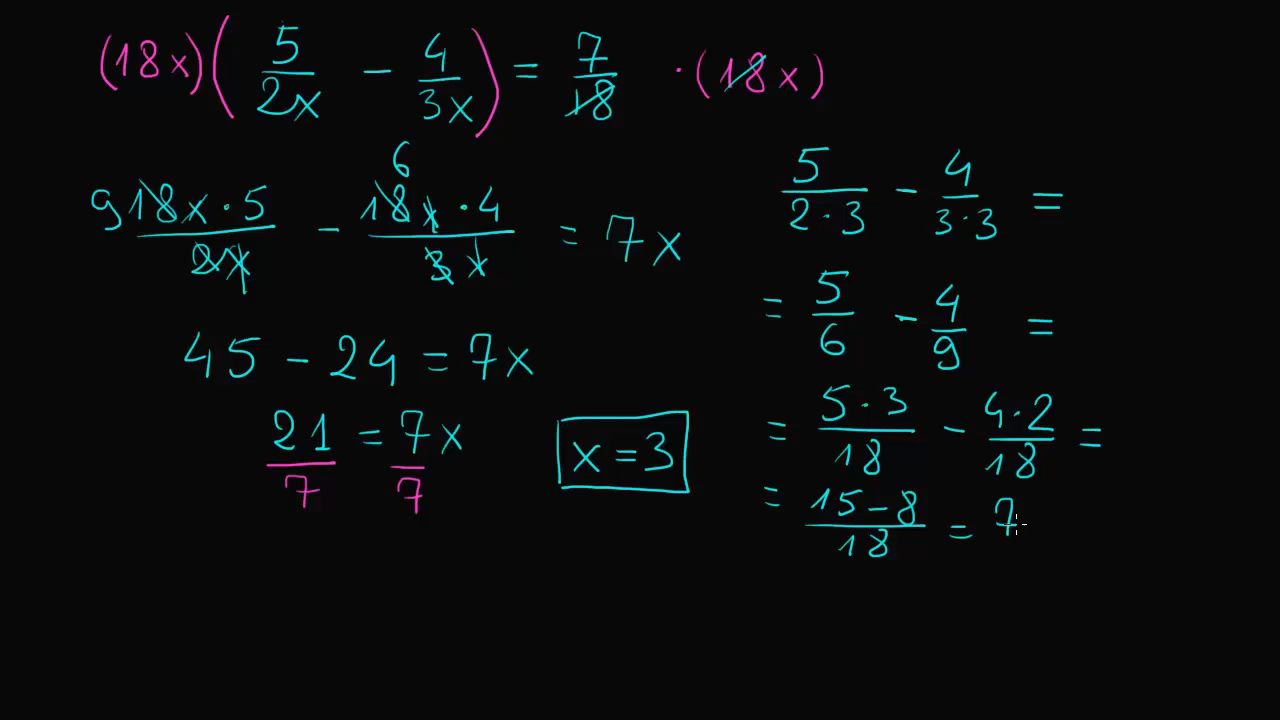 (18x)(5/2x - 4/3x) = 7/18 · (18x)
9 18x·5/2x - 6 18x·4/3x = 7x
45 - 24 = 7x
21/7 = 7x/7
x = 3
5/2·3 - 4/3·3 =
= 5/6 - 4/9 =
= 5·3/18 - 4·2/18 =
= 15-8/18 = 7